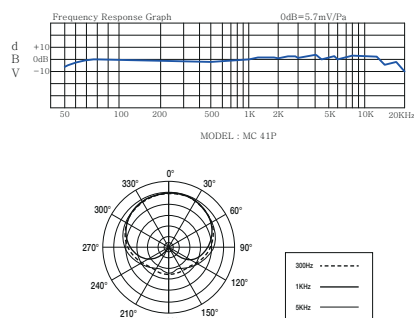 Frequency Response Graph 0dB=5.7mV/Pa
d
B
V
+10
0dB
−10
50 100 200 500 1K 2K 5K 10K 20KHz
MODEL : MC 41P
0°
330° 30°
300° 60°
270° 90°
240° 120°
210° 150°
300Hz
1KHz
5KHz